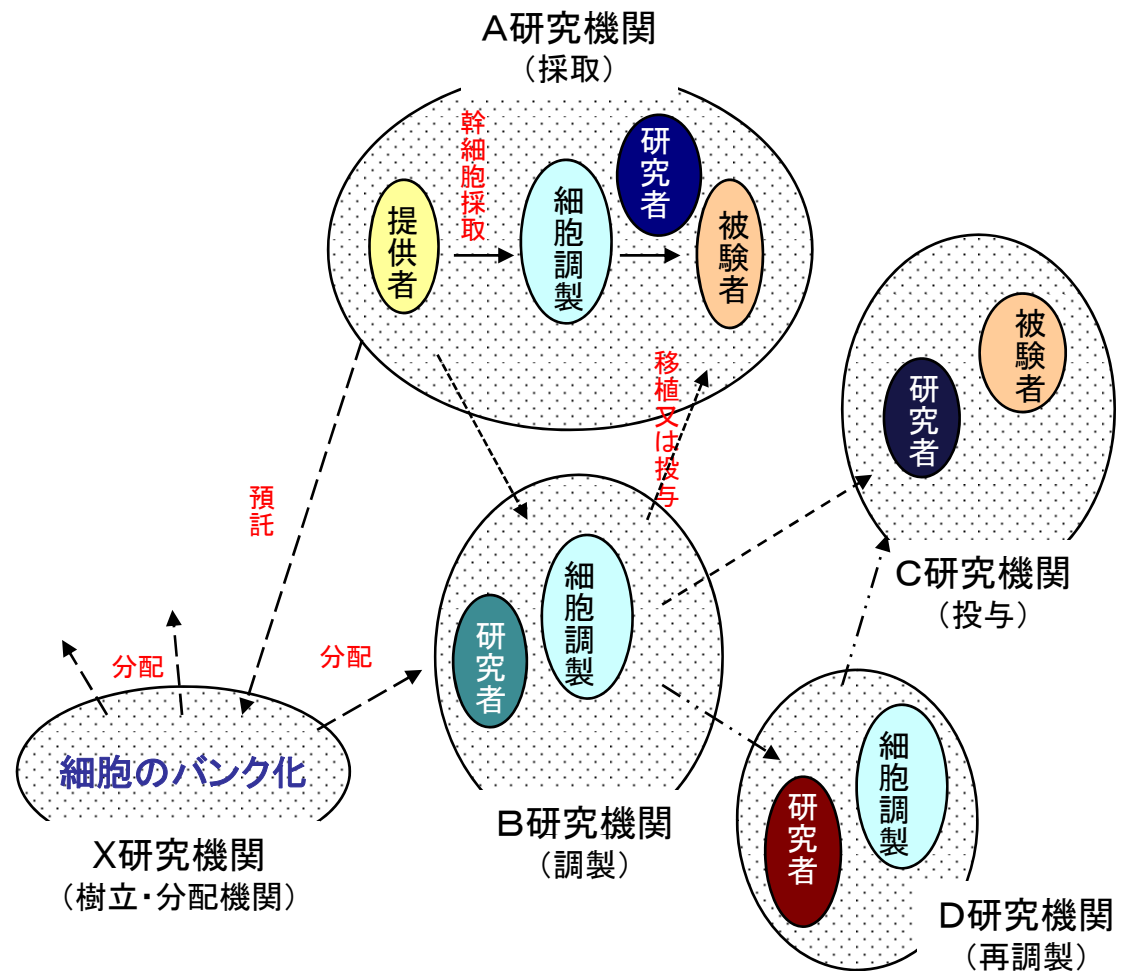 A研究機関
（採取）
幹細胞採取
提供者
細胞調製
研究者
被験者
移植又は投与
被験者
研究者
C研究機関
（投与）
預託
分配
分配
細胞のバンク化
X研究機関
（樹立・分配機関）
細胞調製
研究者
B研究機関
（調製）
細胞調製
研究者
D研究機関
（再調製）